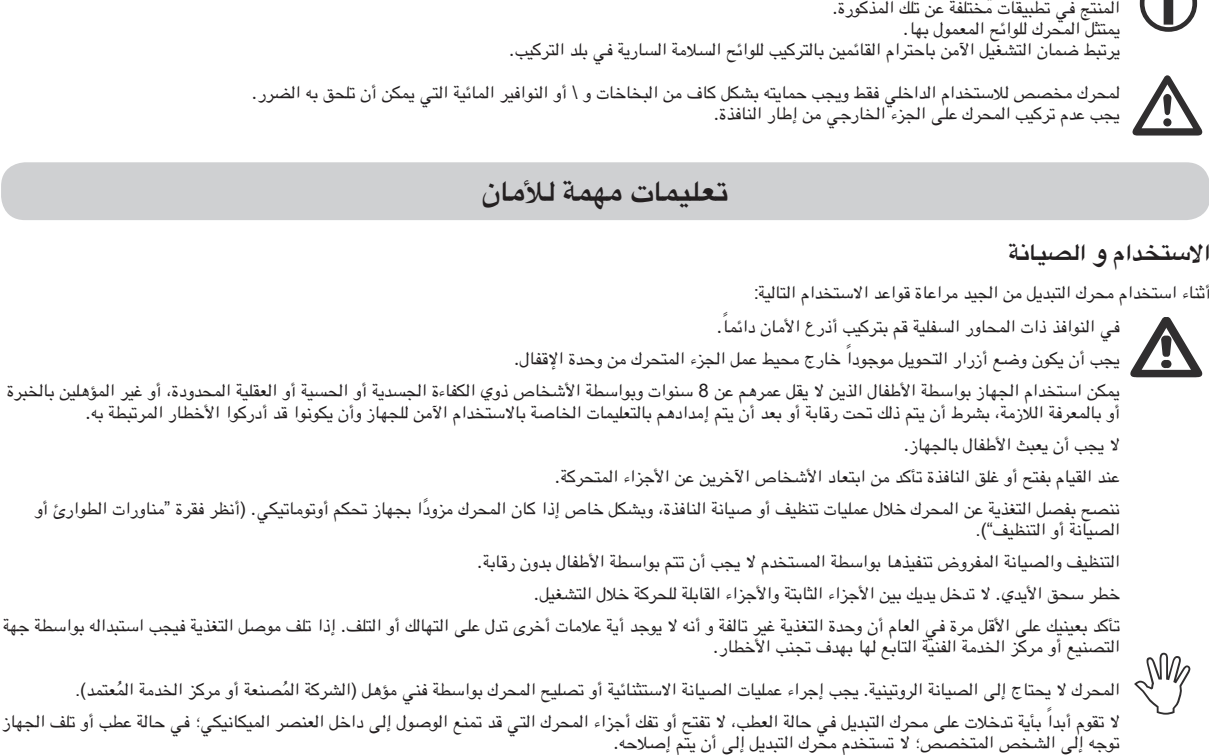 المنتج في تطبيقات مختلفة عن تلك المذكورة.
يمتثل المحرك للوائح المعمول بها.
يرتبط ضمان التشغيل الآمن باحترام القائمين بالتركيب للوائح السلامة السارية في بلد التركيب.
لمحرك مخصص للاستخدام الداخلي فقط ويجب حمايته بشكل كاف من البخاخات و \ أو النوافير المائية التي يمكن أن تلحق به الضرر.
يجب عدم تركيب المحرك على الجزء الخارجي من إطار النافذة.
تعليمات مهمة للأمان
الاستخدام و الصيانة
أثناء استخدام محرك التبديل من الجيد مراعاة قواعد الاستخدام التالية:
في النوافذ ذات المحاور السفلية قم بتركيب أذرع الأمان دائماً.
يجب أن يكون وضع أزرار التحويل موجوداً خارج محيط عمل الجزء المتحرك من وحدة الإقفال.
يمكن استخدام الجهاز بواسطة الأطفال الذين لا يقل عمرهم عن 8 سنوات وبواسطة الأشخاص ذوي الكفاءة الجسدية أو الحسية أو العقلية المحدودة، أو غير المؤهلين بالخبرة
أو بالمعرفة اللازمة، بشرط أن يتم ذلك تحت رقابة أو بعد أن يتم إمدادهم بالتعليمات الخاصة بالاستخدام الآمن للجهاز وأن يكونوا قد أدركوا الأخطار المرتبطة به.
لا يجب أن يعبث الأطفال بالجهاز.
عند القيام بفتح أو غلق النافذة تأكد من ابتعاد الأشخاص الآخرين عن الأجزاء المتحركة.
ننصح بفصل التغذية عن المحرك خلال عمليات تنظيف أو صيانة النافذة، وبشكل خاص إذا كان المحرك مزودًا بجهاز تحكم أوتوماتيكي. (أنظر فقرة ”مناورات الطوارئ أو
الصيانة أو التنظيف“).
التنظيف والصيانة المفروض تنفيذها بواسطة المستخدم لا يجب أن تتم بواسطة الأطفال بدون رقابة.
خطر سحق الأيدي. لا تدخل يديك بين الأجزاء الثابتة والأجزاء القابلة للحركة خلال التشغيل.
تأكد بعينيك على الأقل مرة في العام أن وحدة التغذية غير تالفة و أنه لا يوجد أية علامات أخرى تدل على التهالك أو التلف. إذا تلف موصل التغذية فيجب استبداله بواسطة جهة
التصنيع أو مركز الخدمة الفنية التابع لها بهدف تجنب الأخطار.
المحرك لا يحتاج إلى الصيانة الروتينية. يجب إجراء عمليات الصيانة الاستثنائية أو تصليح المحرك بواسطة فني مؤهل (الشركة المُصنعة أو مركز الخدمة المُعتمد).
لا تقوم أبداً بأية تدخلات على محرك التبديل في حالة العطب، لا تفتح أو تفك أجزاء المحرك التي قد تمنع الوصول إلى داخل العنصر الميكانيكي؛ في حالة عطب أو تلف الجهاز
توجه إلى الشخص المتخصص؛ لا تستخدم محرك التبديل إلى أن يتم إصلاحه.